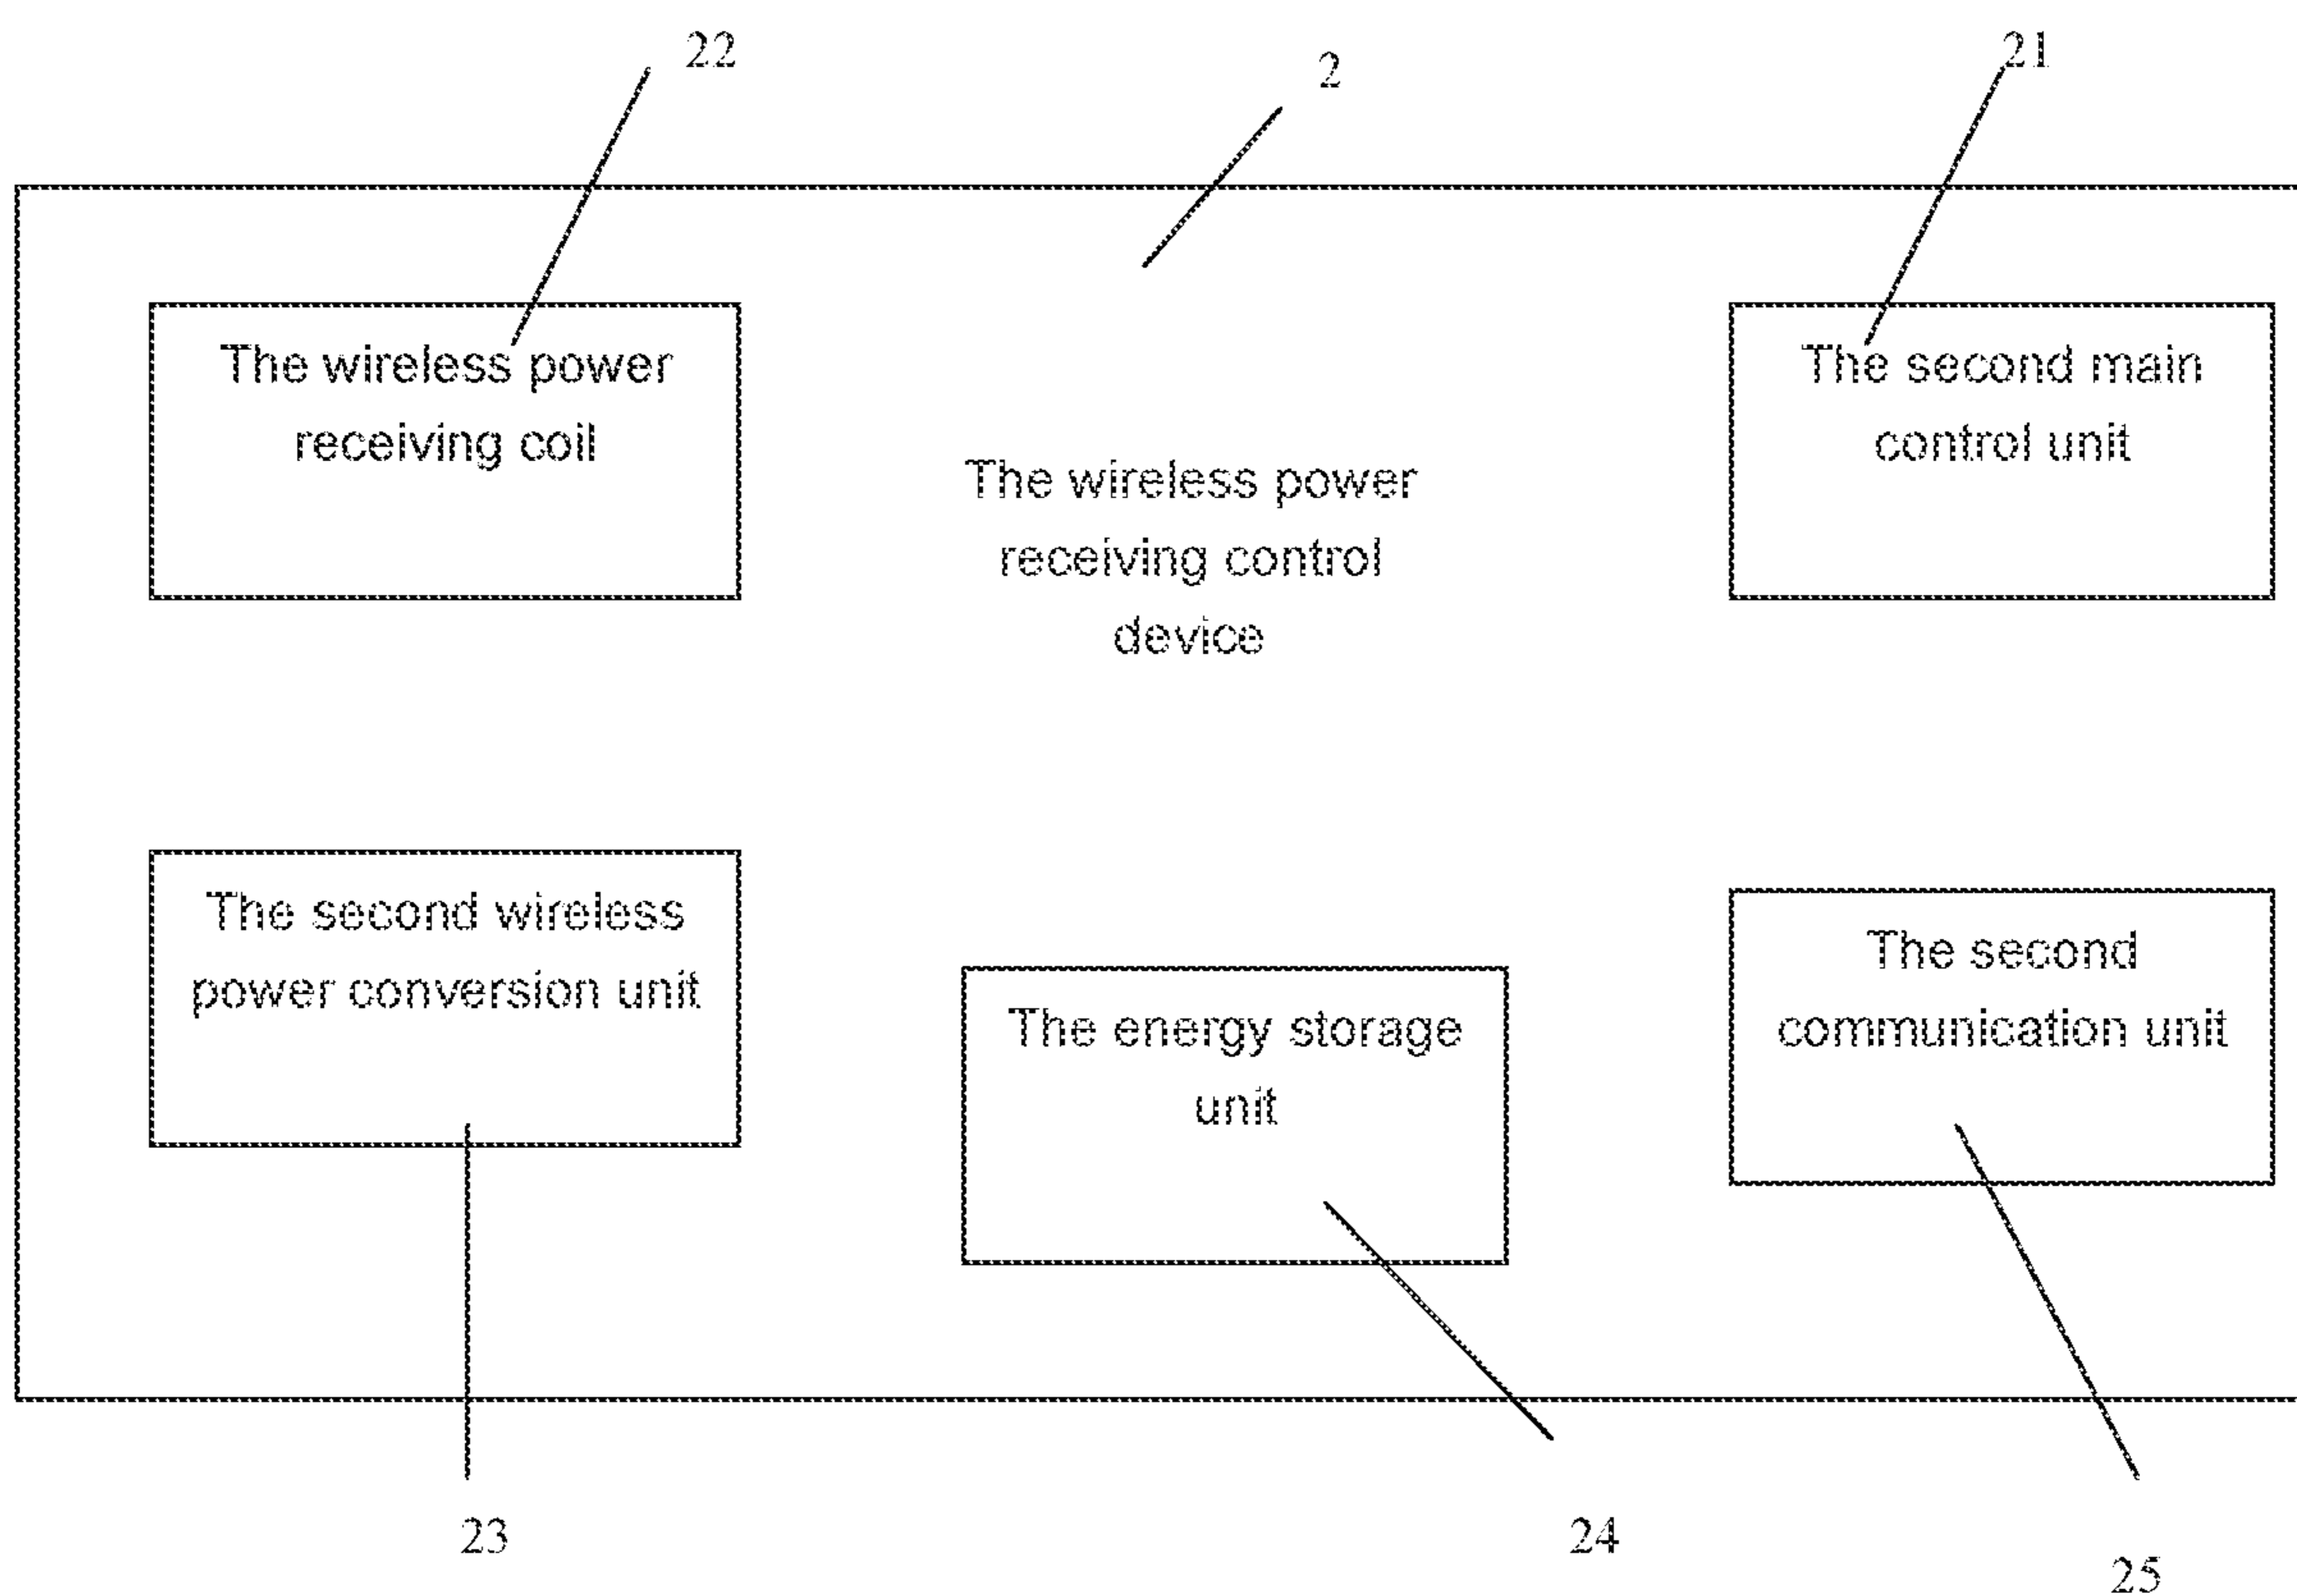 22
2
21
The wireless power
receiving coil
The wireless power
receiving control
device
The second main
control unit
The second wireless
power conversion unit
The energy storage
unit
The second
communication unit
23
24
25